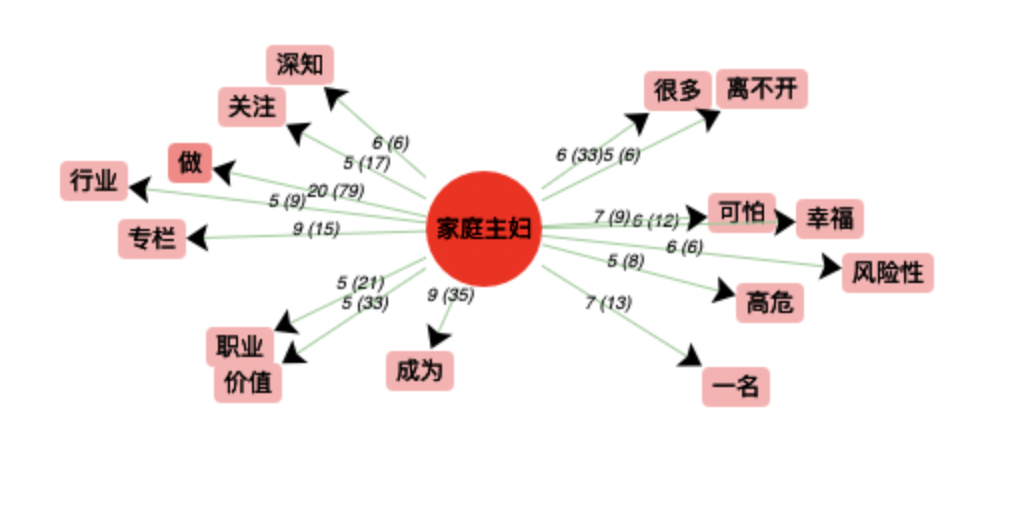 深知
很多
离不开
关注
6 (6)
6 (33)
5 (6)
5 (17)
做
行业
20 (79)
5 (9)
可怕
幸福
7 (9)
6 (12)
家庭主妇
专栏
9 (15)
6 (6)
5 (8)
风险性
5 (21)
9 (35)
5 (33)
7 (13)
高危
职业
成为
价值
一名